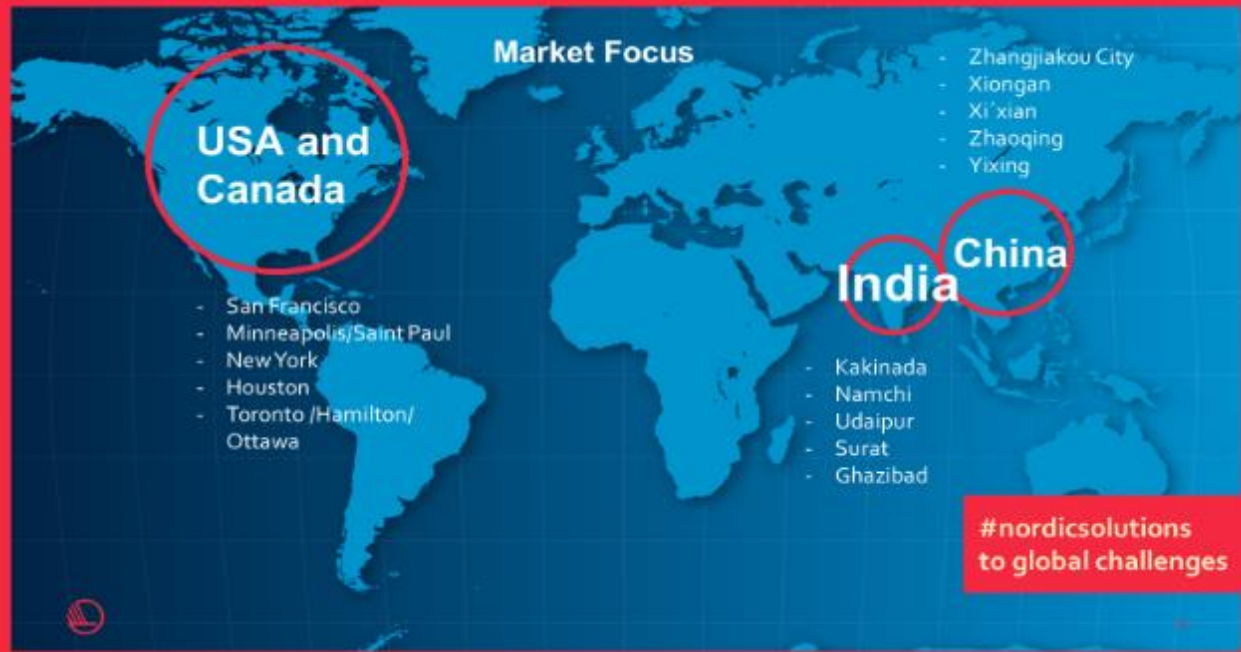 Market Focus
USA and
Canada
- San Francisco
- Minneapolis/Saint Paul
- New York
- Houston
- Toronto /Hamilton/
Ottawa
- Zhangjiakou City
- Xiongan
- Xi´xian
- Zhaoqing
- Yixing
China
India
- Kakinada
- Namchi
- Udaipur
- Surat
- Ghazibad
#nordicsolutions
to global challenges